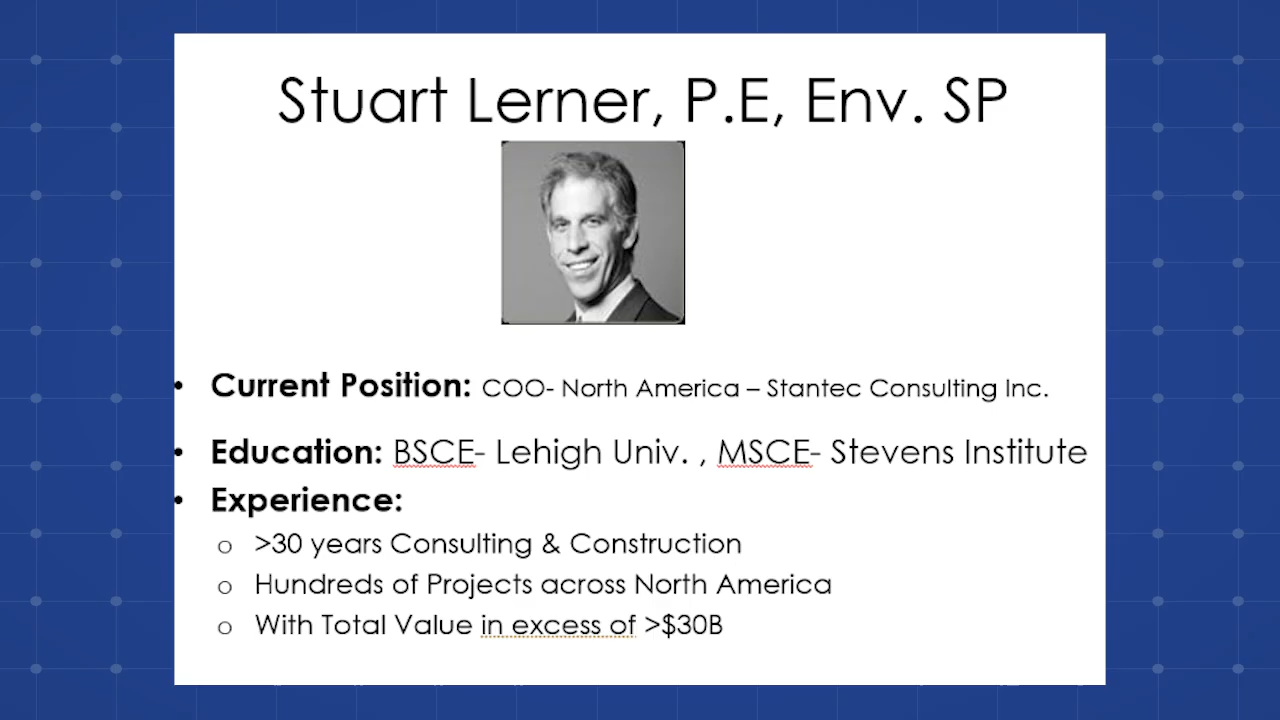 Stuart Lerner, P.E, Env. SP
• Current Position: COO- North America – Stantec Consulting Inc.
• Education: BSCE- Lehigh Univ. , MSCE- Stevens Institute
• Experience:
o >30 years Consulting & Construction
o Hundreds of Projects across North America
o With Total Value in excess of >$30B